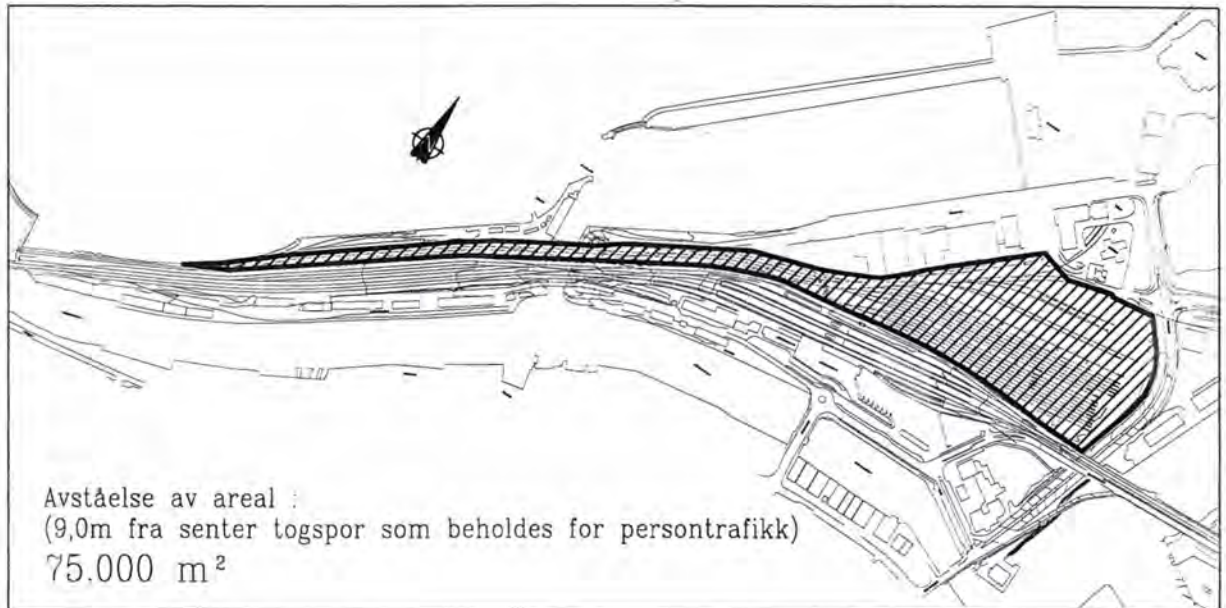 Avståelse av areal :
(9,0m fra senter togspor som beholdes for persontrafikk)
75.000 m²